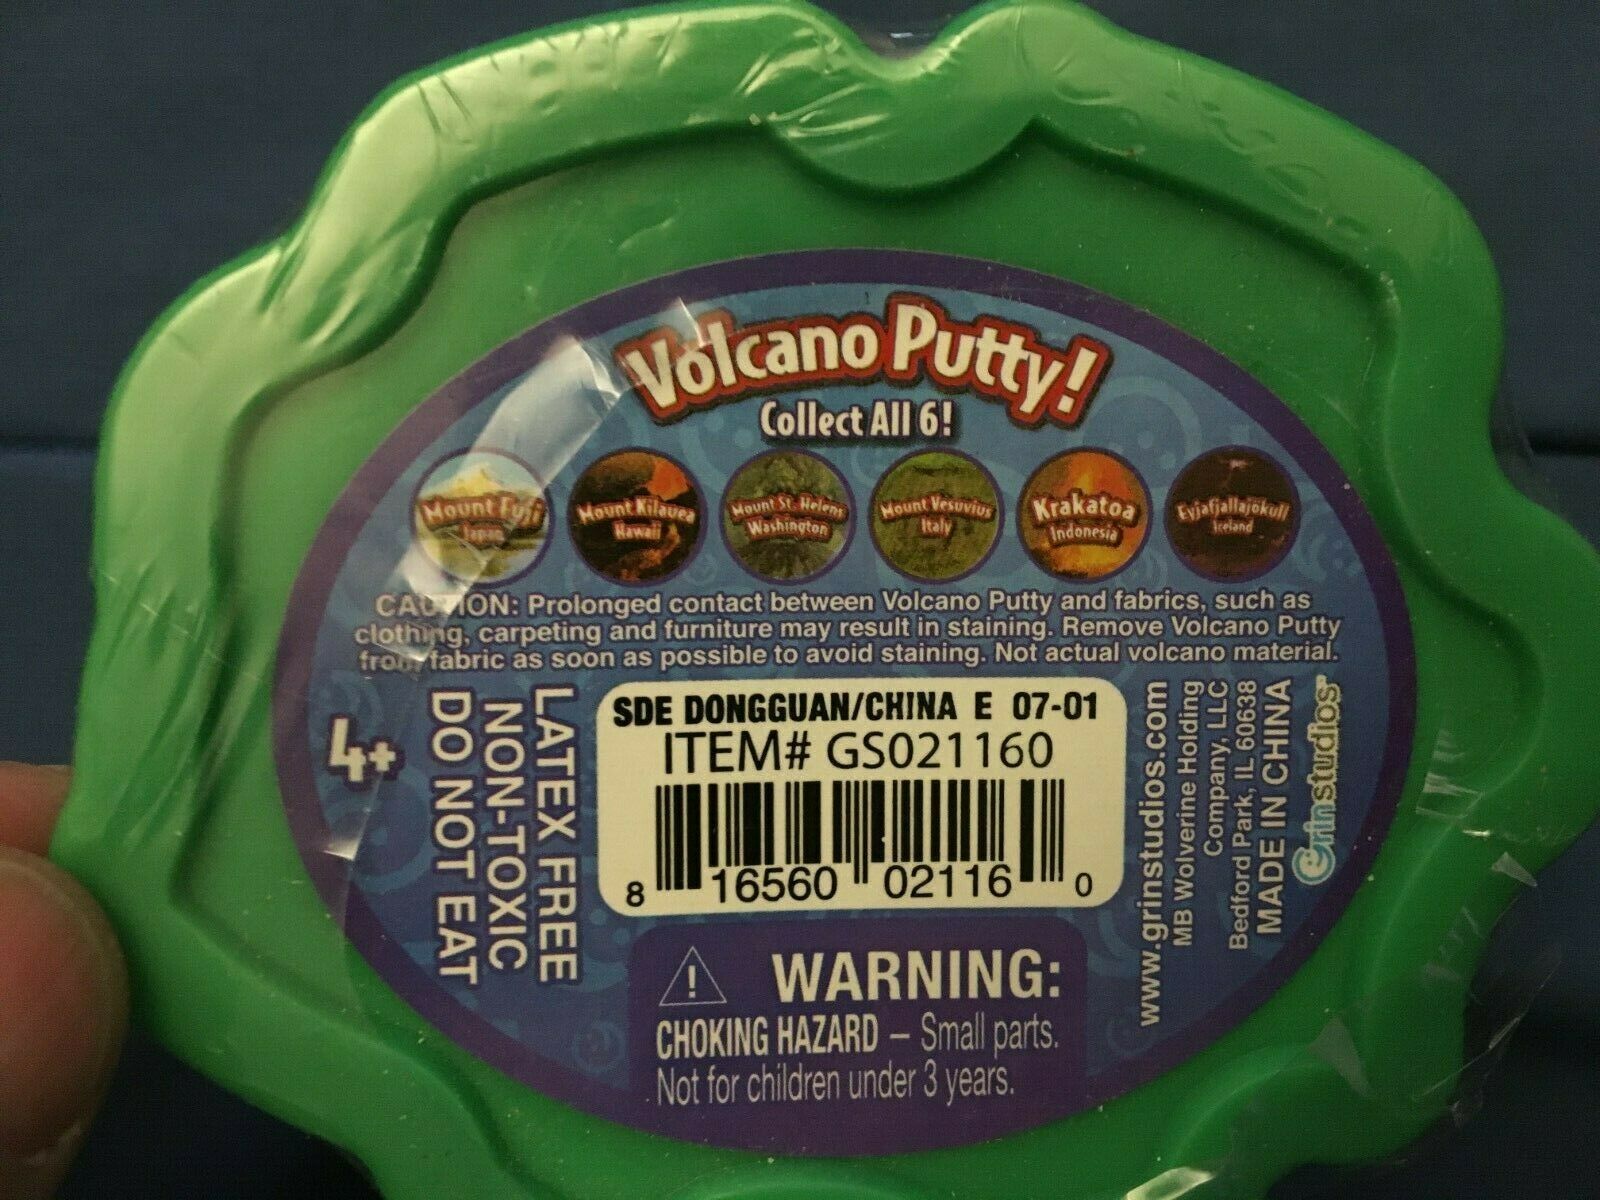 Volcano Putty!
Collect All 6!
Mount Fuji
Japan
Mount Kilauea
Hawaii
Mount St. Helens
Washington
Mount Vesuvius
Italy
Krakatoa
Indonesia
Eyjafjallajökull
Iceland
CAUTION: Prolonged contact between Volcano Putty and fabrics, such as
clothing, carpeting and furniture may result in staining. Remove Volcano Putty
from fabric as soon as possible to avoid staining. Not actual volcano material.
4+
LATEX FREE
NON-TOXIC
DO NOT EAT
SDE DONGGUAN/CHINA E 07-01
ITEM# GS021160
8 16560 02116 0
www.grinstudios.com
MB Wolverine Holding
Company, LLC
Bedford Park, IL 60638
MADE IN CHINA
grinstudios
WARNING:
CHOKING HAZARD – Small parts.
Not for children under 3 years.